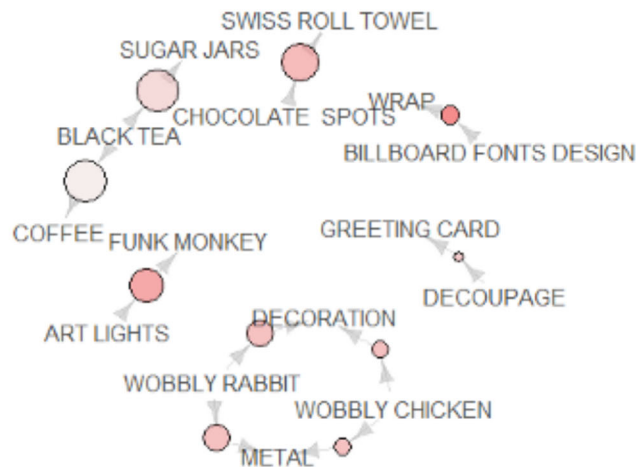 SWISS ROLL TOWEL
SUGAR JARS
WRAP
CHOCOLATE  SPOTS
BLACK TEA
BILLBOARD FONTS DESIGN
COFFEE
FUNK MONKEY
GREETING CARD
DECOUPAGE
ART LIGHTS
DECORATION
WOBBLY RABBIT
WOBBLY CHICKEN
METAL